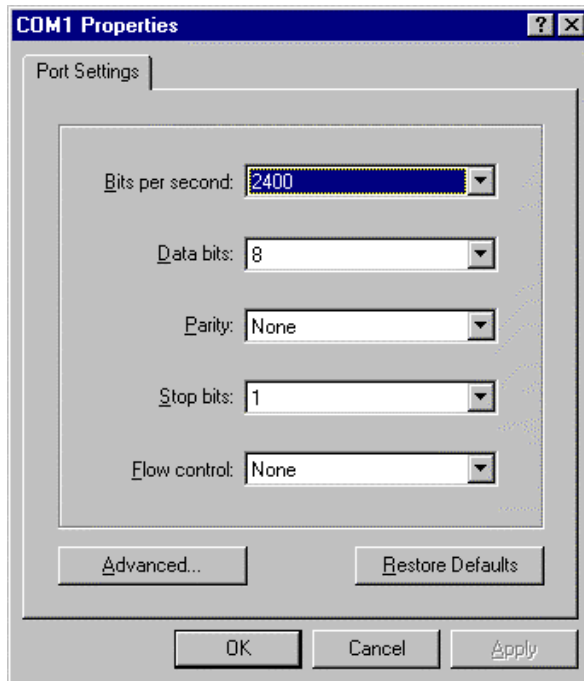 COM1 Properties
Port Settings
Bits per second: 2400
Data bits: 8
Parity: None
Stop bits: 1
Flow control: None
Advanced... Restore Defaults
OK Cancel Apply